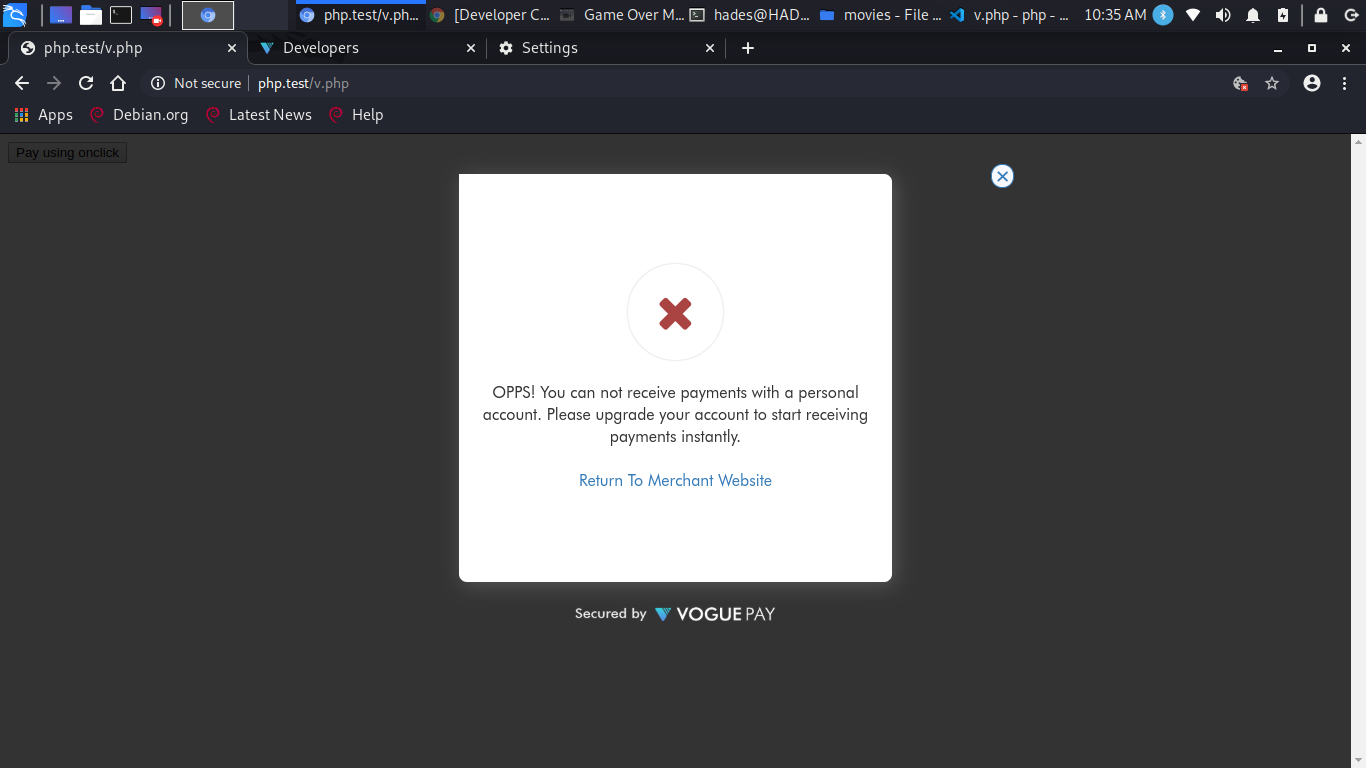 php.test/v.ph... [Developer C... Game Over M... hades@HAD... movies - File ... v.php - php - ... 10:35 AM
php.test/v.php Developers Settings
Not secure php.test/v.php
Apps Debian.org Latest News Help
Pay using onclick
OPPS! You can not receive payments with a personal
account. Please upgrade your account to start receiving
payments instantly.
Return To Merchant Website
Secured by VOGUEPAY